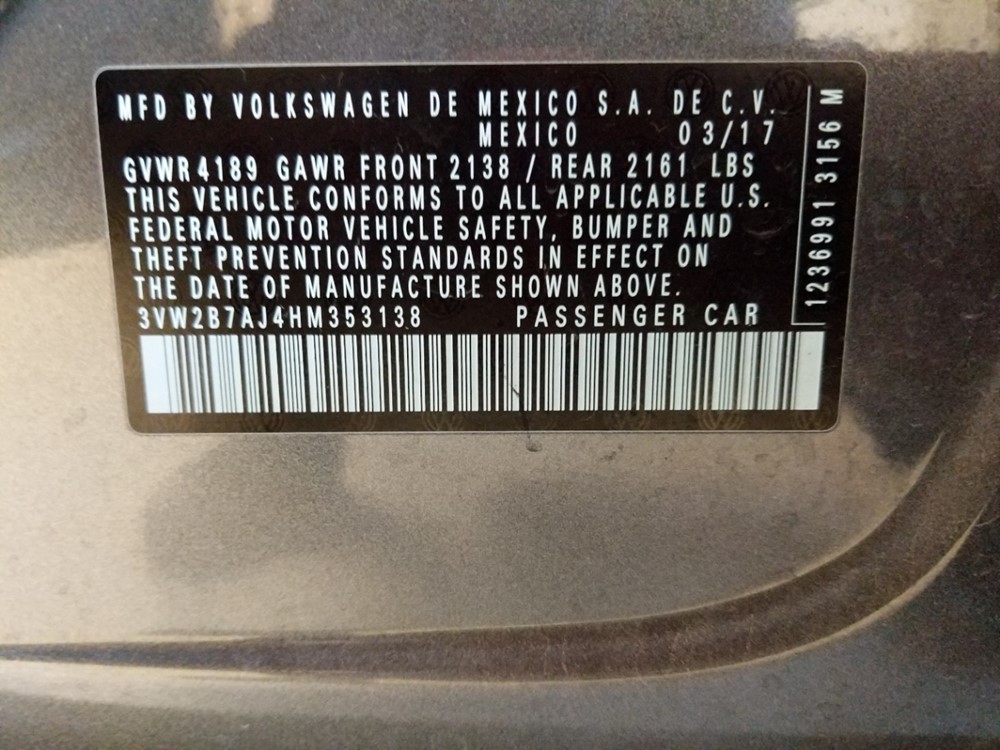 MFD BY VOLKSWAGEN DE MEXICO S.A. DE C.V.
MEXICO 03/17
GVWR 4189 GAWR FRONT 2138 / REAR 2161 LBS
THIS VEHICLE CONFORMS TO ALL APPLICABLE U.S.
FEDERAL MOTOR VEHICLE SAFETY, BUMPER AND
THEFT PREVENTION STANDARDS IN EFFECT ON
THE DATE OF MANUFACTURE SHOWN ABOVE.
3VW2B7AJ4HM353138 PASSENGER CAR
1236991 3156 M